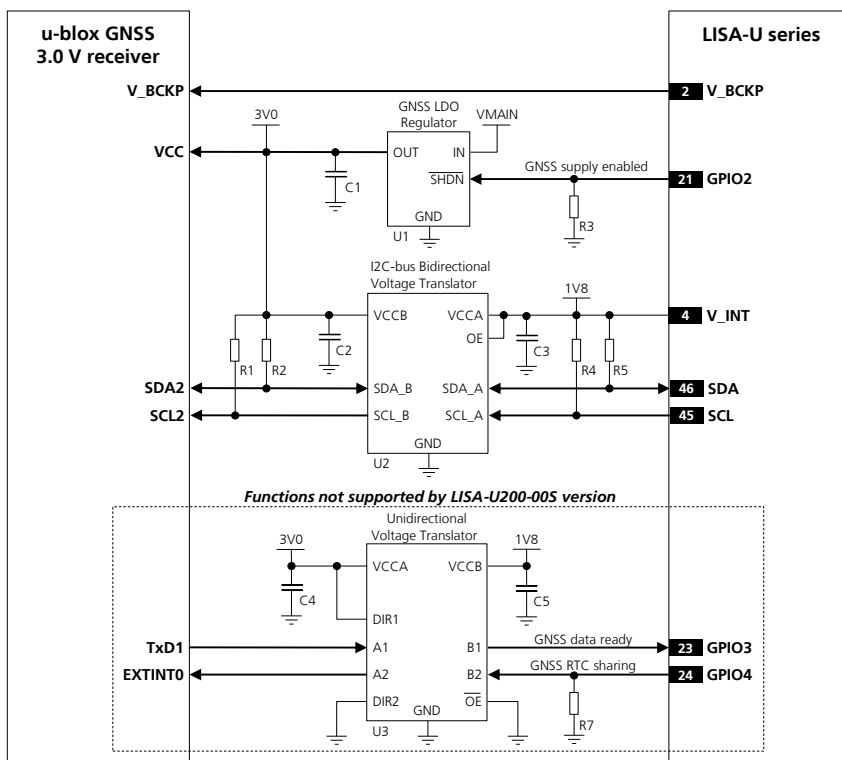 u-blox GNSS
3.0 V receiver
LISA-U series
V_BCKP
2 V_BCKP
GNSS LDO
Regulator
3V0
VMAIN
VCC
OUT IN
GNSS supply enabled
SHDN
21 GPIO2
C1
GND
R3
U1
I2C-bus Bidirectional
Voltage Translator
1V8
VCCB VCCA
4 V_INT
OE
C2 C3
R1 R2 R4 R5
SDA2 SDA_B SDA_A 46 SDA
SCL2 SCL_B SCL_A 45 SCL
GND
U2
Functions not supported by LISA-U200-00S version
Unidirectional
Voltage Translator
3V0 1V8
VCCA VCCB
C4 C5
DIR1
TxD1 A1 B1 GNSS data ready 23 GPIO3
EXTINT0 A2 B2 GNSS RTC sharing 24 GPIO4
DIR2 GND OE
R7
U3